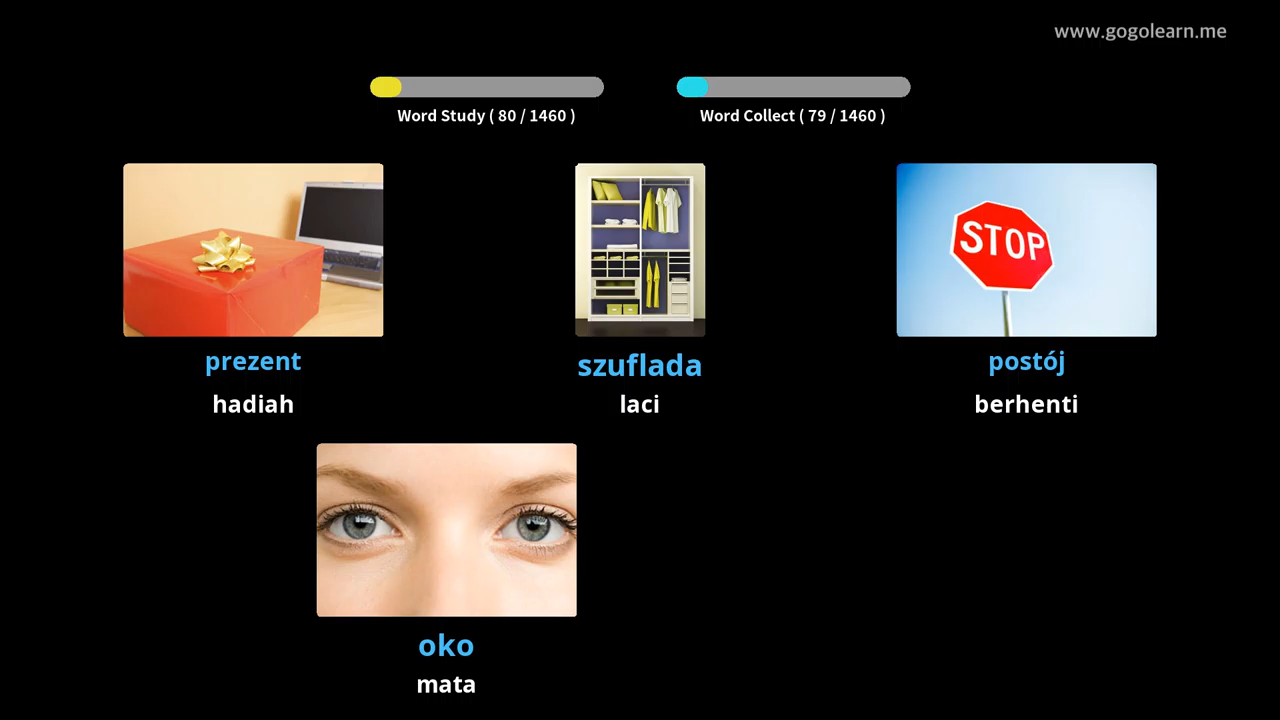 www.gogolearn.me
Word Study ( 80 / 1460 )
Word Collect ( 79 / 1460 )
STOP
prezent
szuflada
postój
hadiah
laci
berhenti
oko
mata